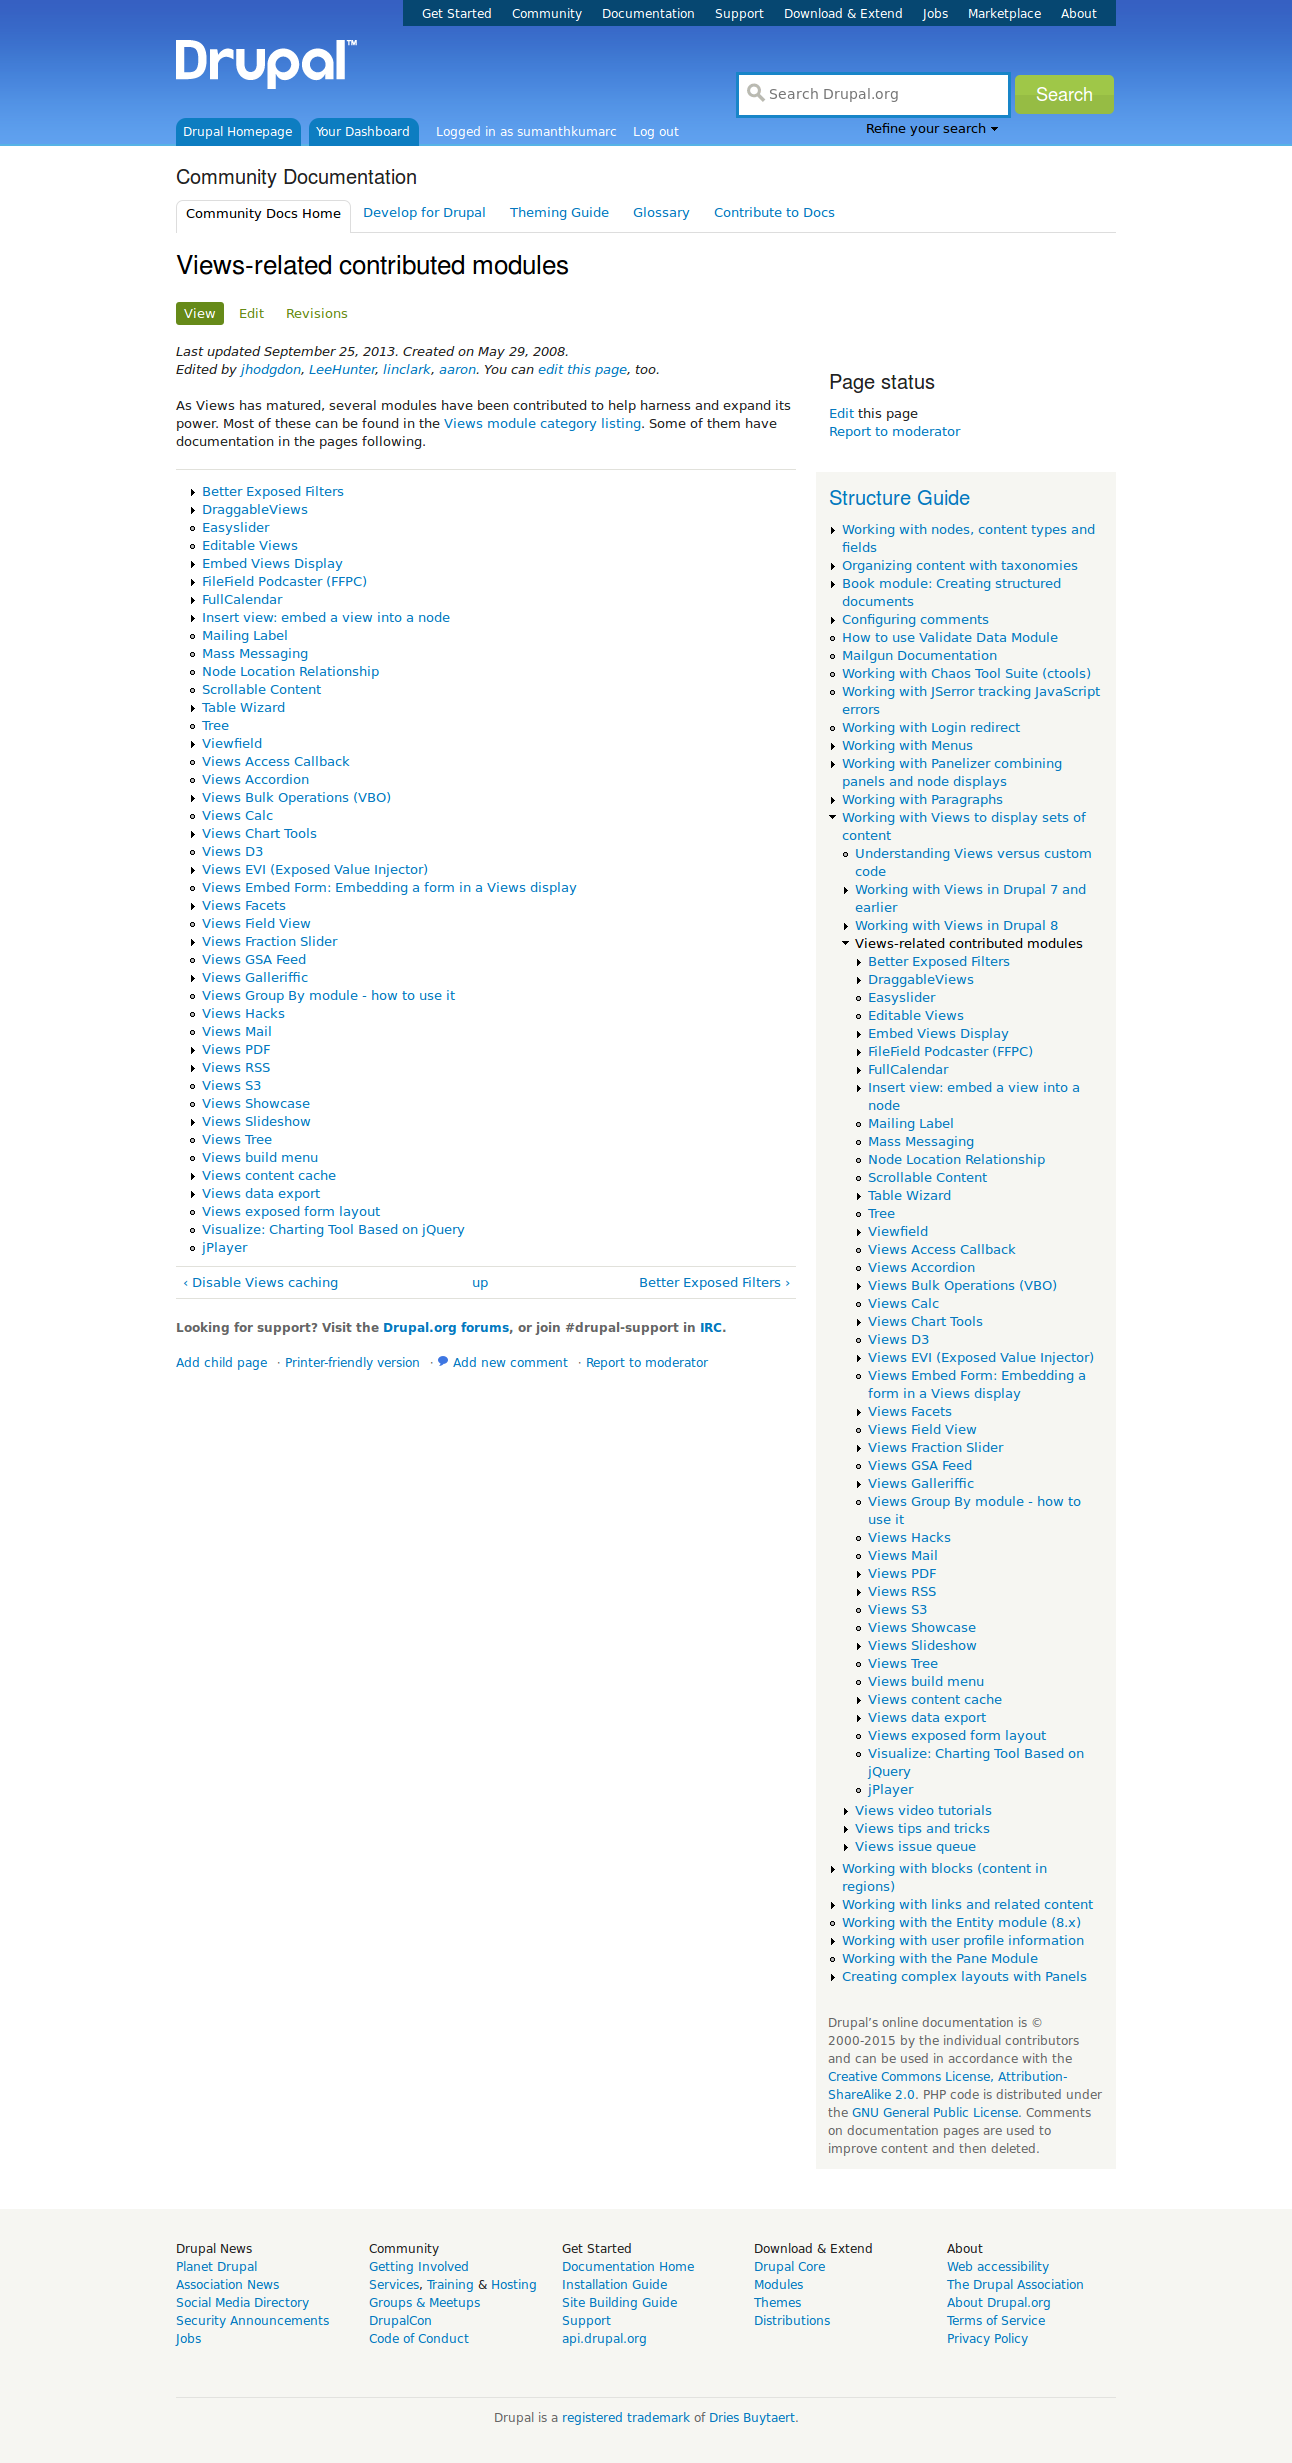 Get Started Community Documentation Support Download & Extend Jobs Marketplace About
Drupal™
Search Drupal.org Search
Refine your search
Drupal Homepage Your Dashboard Logged in as sumanthkumarc Log out
Community Documentation
Community Docs Home Develop for Drupal Theming Guide Glossary Contribute to Docs
Views-related contributed modules
View Edit Revisions
Last updated September 25, 2013. Created on May 29, 2008.
Edited by jhodgdon, LeeHunter, linclark, aaron. You can edit this page, too.
As Views has matured, several modules have been contributed to help harness and expand its
power. Most of these can be found in the Views module category listing. Some of them have
documentation in the pages following.
Better Exposed Filters
DraggableViews
Easyslider
Editable Views
Embed Views Display
FileField Podcaster (FFPC)
FullCalendar
Insert view: embed a view into a node
Mailing Label
Mass Messaging
Node Location Relationship
Scrollable Content
Table Wizard
Tree
Viewfield
Views Access Callback
Views Accordion
Views Bulk Operations (VBO)
Views Calc
Views Chart Tools
Views D3
Views EVI (Exposed Value Injector)
Views Embed Form: Embedding a form in a Views display
Views Facets
Views Field View
Views Fraction Slider
Views GSA Feed
Views Galleriffic
Views Group By module - how to use it
Views Hacks
Views Mail
Views PDF
Views RSS
Views S3
Views Showcase
Views Slideshow
Views Tree
Views build menu
Views content cache
Views data export
Views exposed form layout
Visualize: Charting Tool Based on jQuery
jPlayer
‹ Disable Views caching up Better Exposed Filters ›
Looking for support? Visit the Drupal.org forums, or join #drupal-support in IRC.
Add child page · Printer-friendly version · Add new comment · Report to moderator
Page status
Edit this page
Report to moderator
Structure Guide
Working with nodes, content types and
fields
Organizing content with taxonomies
Book module: Creating structured
documents
Configuring comments
How to use Validate Data Module
Mailgun Documentation
Working with Chaos Tool Suite (ctools)
Working with JSerror tracking JavaScript
errors
Working with Login redirect
Working with Menus
Working with Panelizer combining
panels and node displays
Working with Paragraphs
Working with Views to display sets of
content
Understanding Views versus custom
code
Working with Views in Drupal 7 and
earlier
Working with Views in Drupal 8
Views-related contributed modules
Better Exposed Filters
DraggableViews
Easyslider
Editable Views
Embed Views Display
FileField Podcaster (FFPC)
FullCalendar
Insert view: embed a view into a
node
Mailing Label
Mass Messaging
Node Location Relationship
Scrollable Content
Table Wizard
Tree
Viewfield
Views Access Callback
Views Accordion
Views Bulk Operations (VBO)
Views Calc
Views Chart Tools
Views D3
Views EVI (Exposed Value Injector)
Views Embed Form: Embedding a
form in a Views display
Views Facets
Views Field View
Views Fraction Slider
Views GSA Feed
Views Galleriffic
Views Group By module - how to
use it
Views Hacks
Views Mail
Views PDF
Views RSS
Views S3
Views Showcase
Views Slideshow
Views Tree
Views build menu
Views content cache
Views data export
Views exposed form layout
Visualize: Charting Tool Based on
jQuery
jPlayer
Views video tutorials
Views tips and tricks
Views issue queue
Working with blocks (content in
regions)
Working with links and related content
Working with the Entity module (8.x)
Working with user profile information
Working with the Pane Module
Creating complex layouts with Panels
Drupal’s online documentation is ©
2000-2015 by the individual contributors
and can be used in accordance with the
Creative Commons License, Attribution-
ShareAlike 2.0. PHP code is distributed under
the GNU General Public License. Comments
on documentation pages are used to
improve content and then deleted.
Drupal News
Planet Drupal
Association News
Social Media Directory
Security Announcements
Jobs
Community
Getting Involved
Services, Training & Hosting
Groups & Meetups
DrupalCon
Code of Conduct
Get Started
Documentation Home
Installation Guide
Site Building Guide
Support
api.drupal.org
Download & Extend
Drupal Core
Modules
Themes
Distributions
About
Web accessibility
The Drupal Association
About Drupal.org
Terms of Service
Privacy Policy
Drupal is a registered trademark of Dries Buytaert.